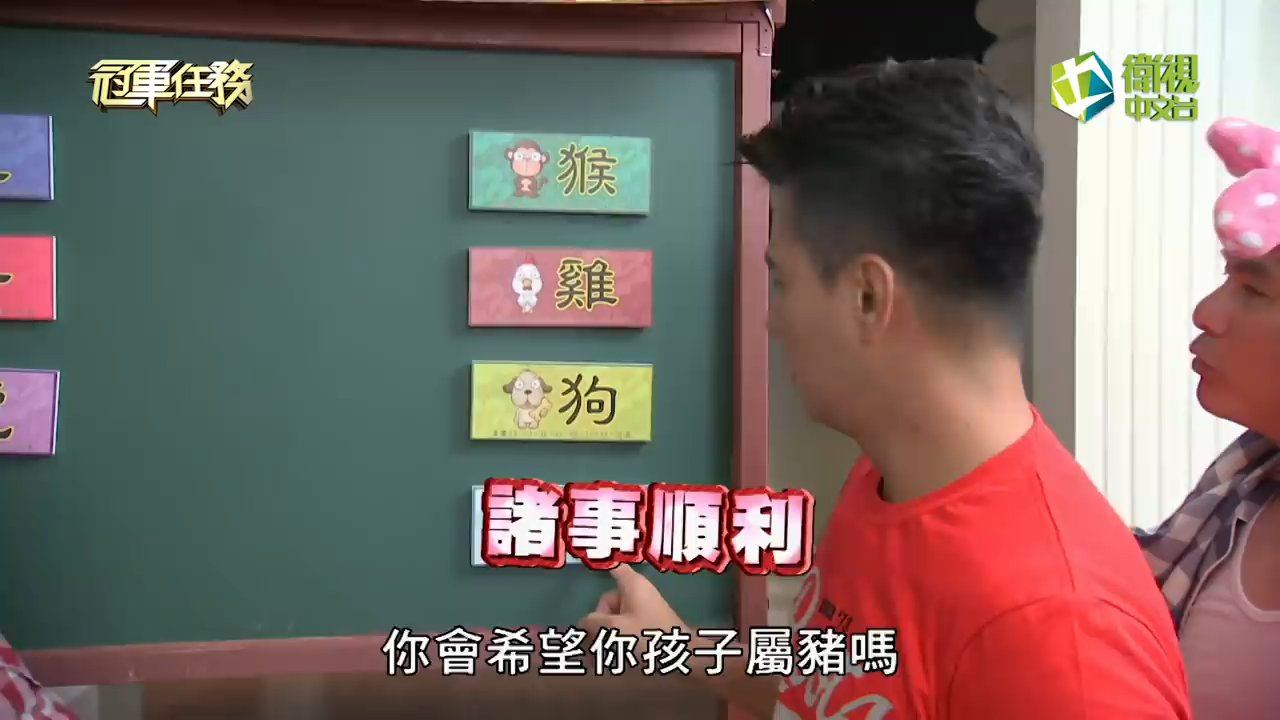 冠軍任務
衛視
中文台
猴
雞
狗
諸事順利
你會希望你孩子屬豬嗎